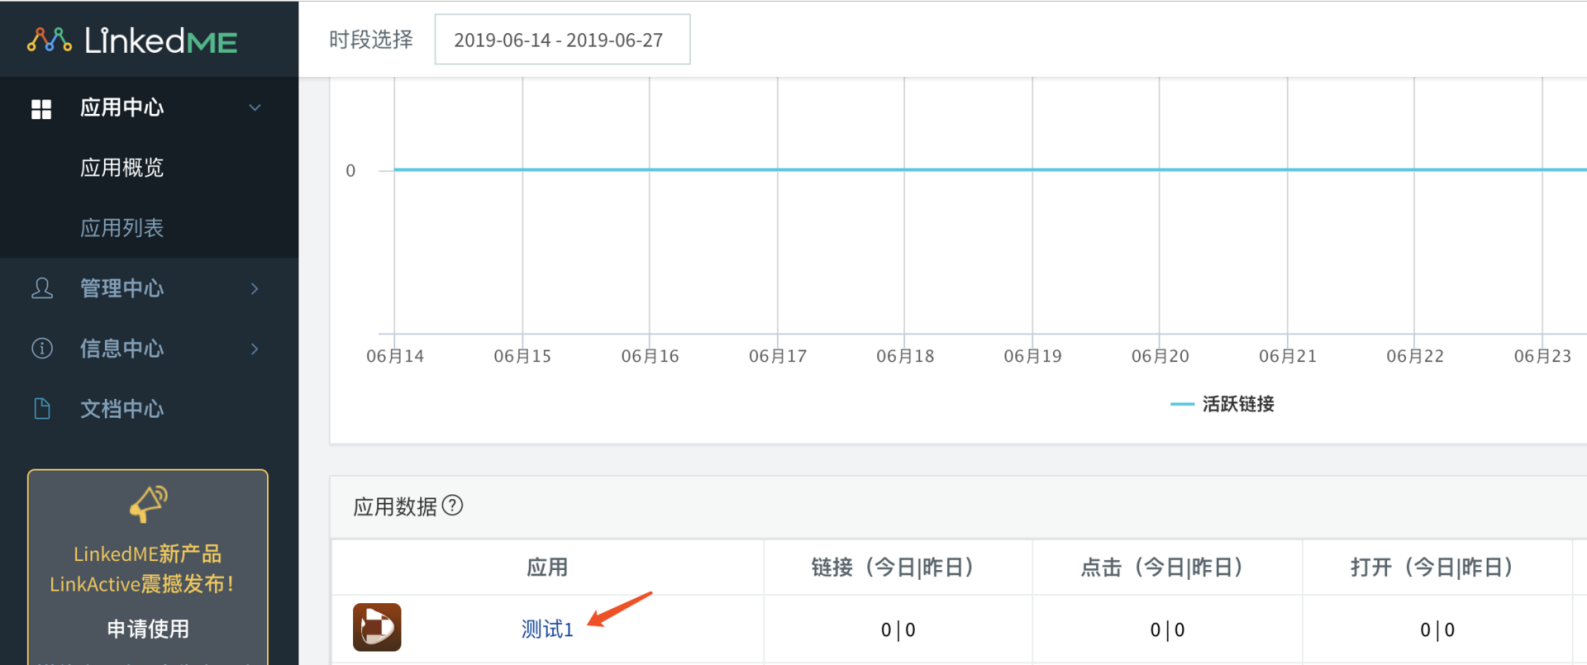 LinkedME
时段选择
2019-06-14 - 2019-06-27
应用中心
应用概览
应用列表
管理中心
信息中心
文档中心
LinkedME新产品
LinkActive震撼发布!
申请使用
0
06月14 06月15 06月16 06月17 06月18 06月19 06月20 06月21 06月22 06月23
活跃链接
应用数据?
应用 链接（今日|昨日） 点击（今日|昨日） 打开（今日|昨日）
测试1 0|0 0|0 0|0